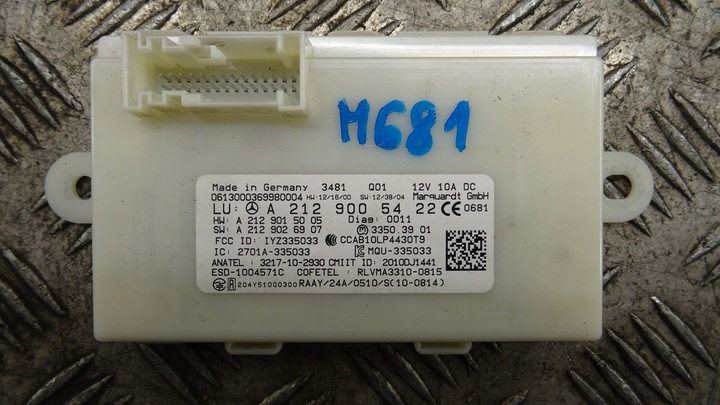 M681
Made in Germany 3481 Q01 12V 10A DC
0613000369980004 HW:12/16/00 SW:12/38/04 Marquardt GmbH
LU: A 212 900 54 22 CE 0681
HW: A 212 901 50 05 Diag: 0011
SW: A 212 902 69 07 3350.3901
FCC ID: IYZ335033 CCAB10LP4430T9
IC: 2701A-335033 MQU-335033
ANATEL : 3217-10-2930 CMIIT ID: 2010DJ1441
ESD-1004571C COFETEL : RLVMA3310-0815
R 204Y51000300 RAAY/24A/0510/S(10-0814)